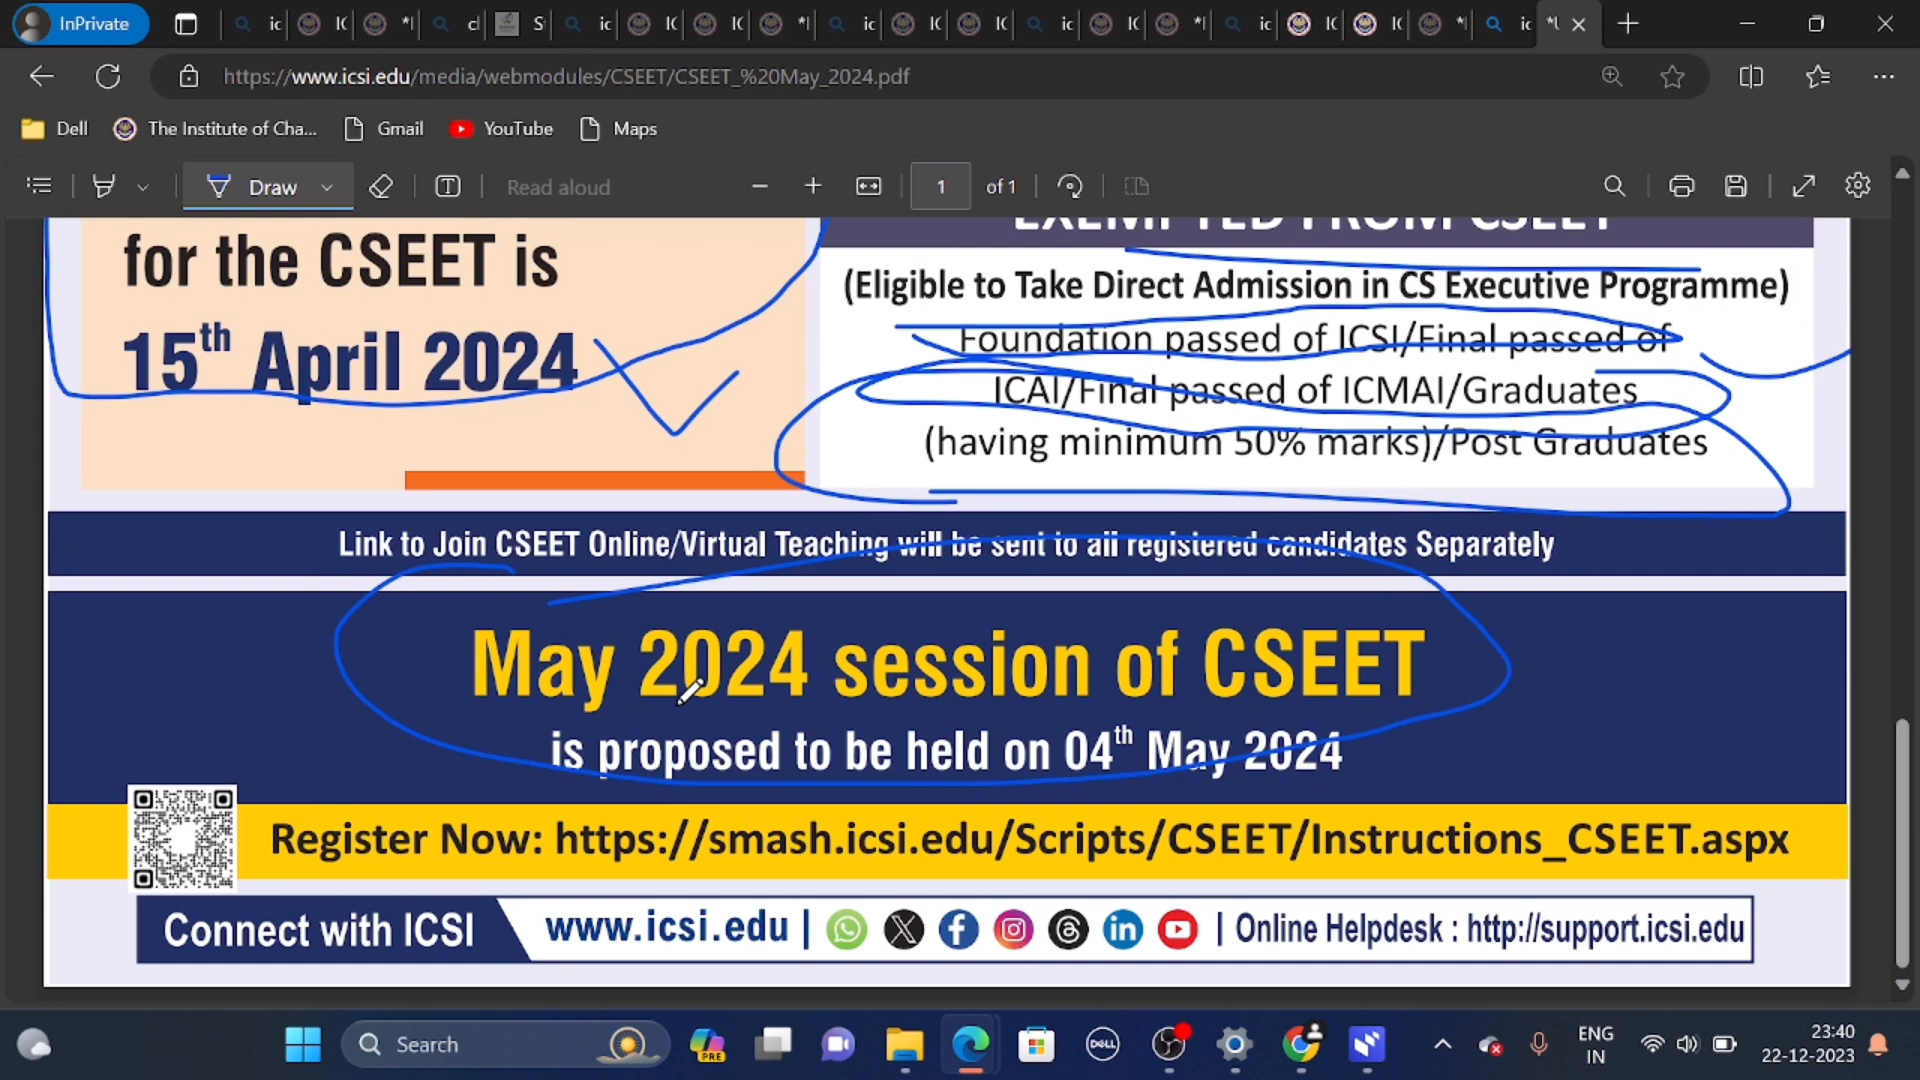 InPrivate
https://www.icsi.edu/media/webmodules/CSEET/CSEET_%20May_2024.pdf
Dell
The Institute of Cha...
Gmail
YouTube
Maps
Draw
Read aloud
1
of 1
for the CSEET is
15th April 2024
EXEMPTED FROM CSEET
(Eligible to Take Direct Admission in CS Executive Programme)
Foundation passed of ICSI/Final passed of
ICAI/Final passed of ICMAI/Graduates
(having minimum 50% marks)/Post Graduates
Link to Join CSEET Online/Virtual Teaching will be sent to all registered candidates Separately
May 2024 session of CSEET
is proposed to be held on 04th May 2024
Register Now: https://smash.icsi.edu/Scripts/CSEET/Instructions_CSEET.aspx
Connect with ICSI
www.icsi.edu |
| Online Helpdesk : http://support.icsi.edu
Search
PRE
DELL
ENG
IN
23:40
22-12-2023